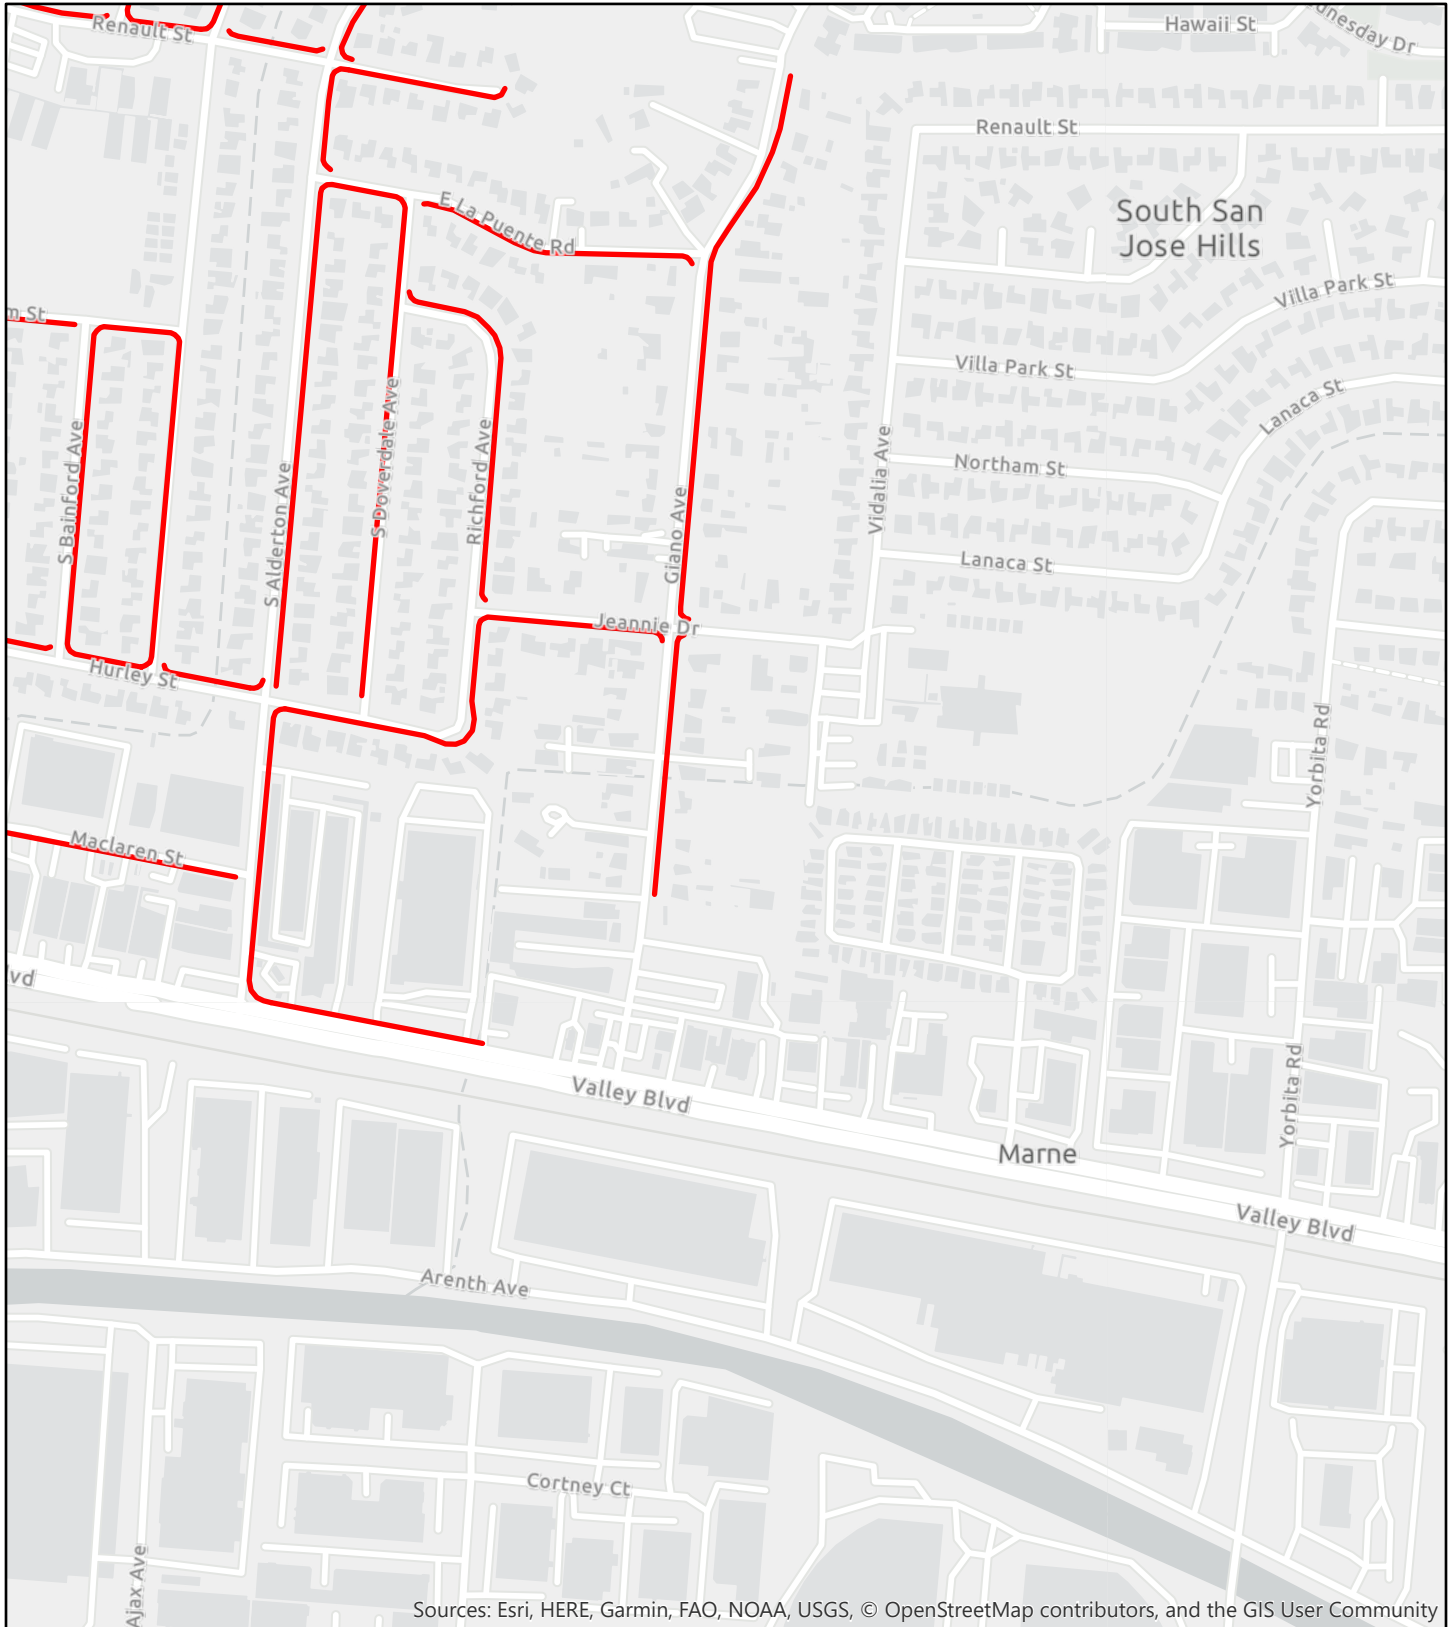 Renault St
Hawaii St
unesday Dr
Renault St
E La Puente Rd
South San
Jose Hills
Villa Park St
m St
Villa Park St
Lanaca St
S Bainford Ave
S Alderton Ave
S Doverdale Ave
Richford Ave
Giano Ave
Vidalia Ave
Northam St
Lanaca St
Jeannie Dr
Hurley St
Yorbita Rd
Maclaren St
lvd
Valley Blvd
Yorbita Rd
Marne
Valley Blvd
Arenth Ave
Cortney Ct
Ajax Ave
Sources: Esri, HERE, Garmin, FAO, NOAA, USGS, © OpenStreetMap contributors, and the GIS User Community